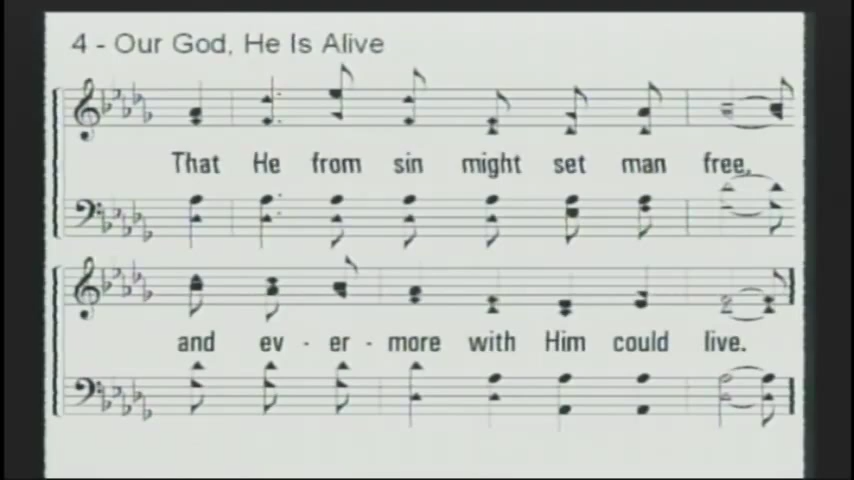 4 - Our God, He Is Alive
That He from sin might set man free,
and ev - er - more with Him could live.